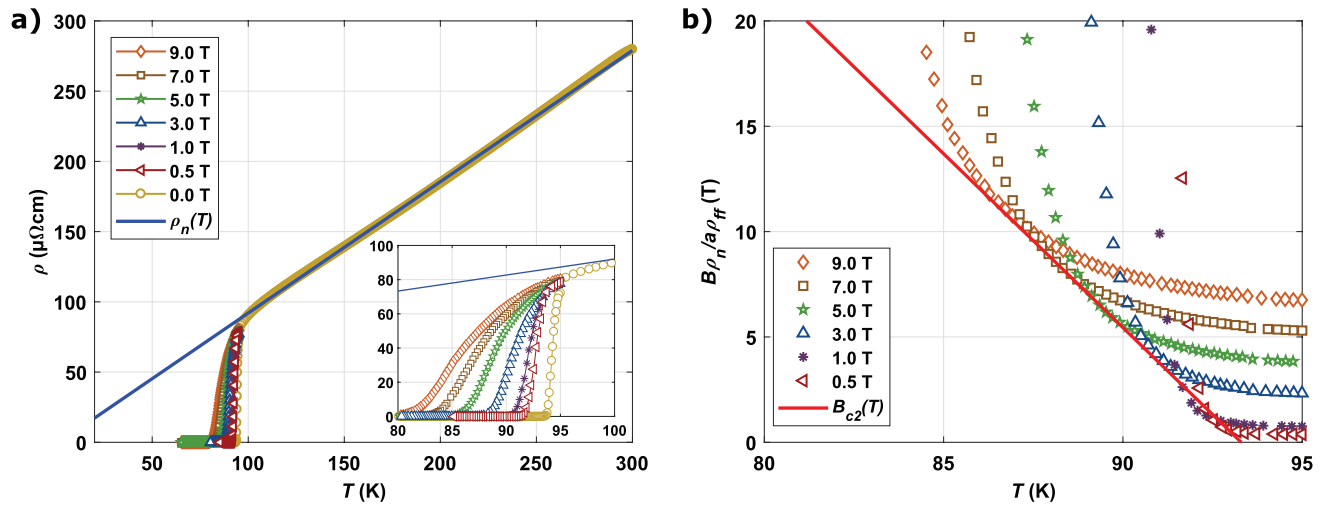 a)
300
250
200
150
100
50
0
ρ (μΩcm)
9.0 T
7.0 T
5.0 T
3.0 T
1.0 T
0.5 T
0.0 T
ρn(T)
100
80
60
40
20
0
80 85 90 95 100
50 100 150 200 250 300
T (K)
b)
20
15
10
5
0
Bρn/aρff (T)
9.0 T
7.0 T
5.0 T
3.0 T
1.0 T
0.5 T
Bc2(T)
80 85 90 95
T (K)